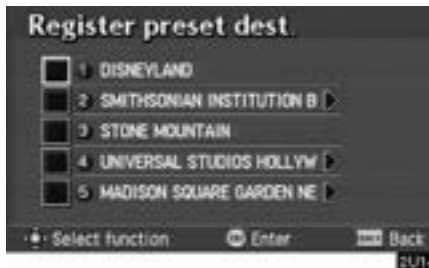 Register preset dest.
1 DISNEYLAND
2 SMITHSONIAN INSTITUTION B
3 STONE MOUNTAIN
4 UNIVERSAL STUDIOS HOLLYW
5 MADISON SQUARE GARDEN NE
Select function Enter Back